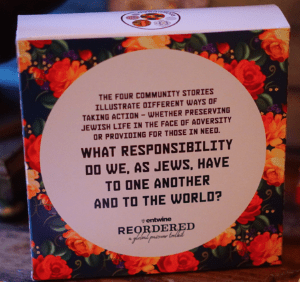 THE FOUR COMMUNITY STORIES
ILLUSTRATE DIFFERENT WAYS OF
TAKING ACTION – WHETHER PRESERVING
JEWISH LIFE IN THE FACE OF ADVERSITY
OR PROVIDING FOR THOSE IN NEED.
WHAT RESPONSIBILITY
DO WE, AS JEWS, HAVE
TO ONE ANOTHER
AND TO THE WORLD?
entwine
REORDERED
a global passover toolkit